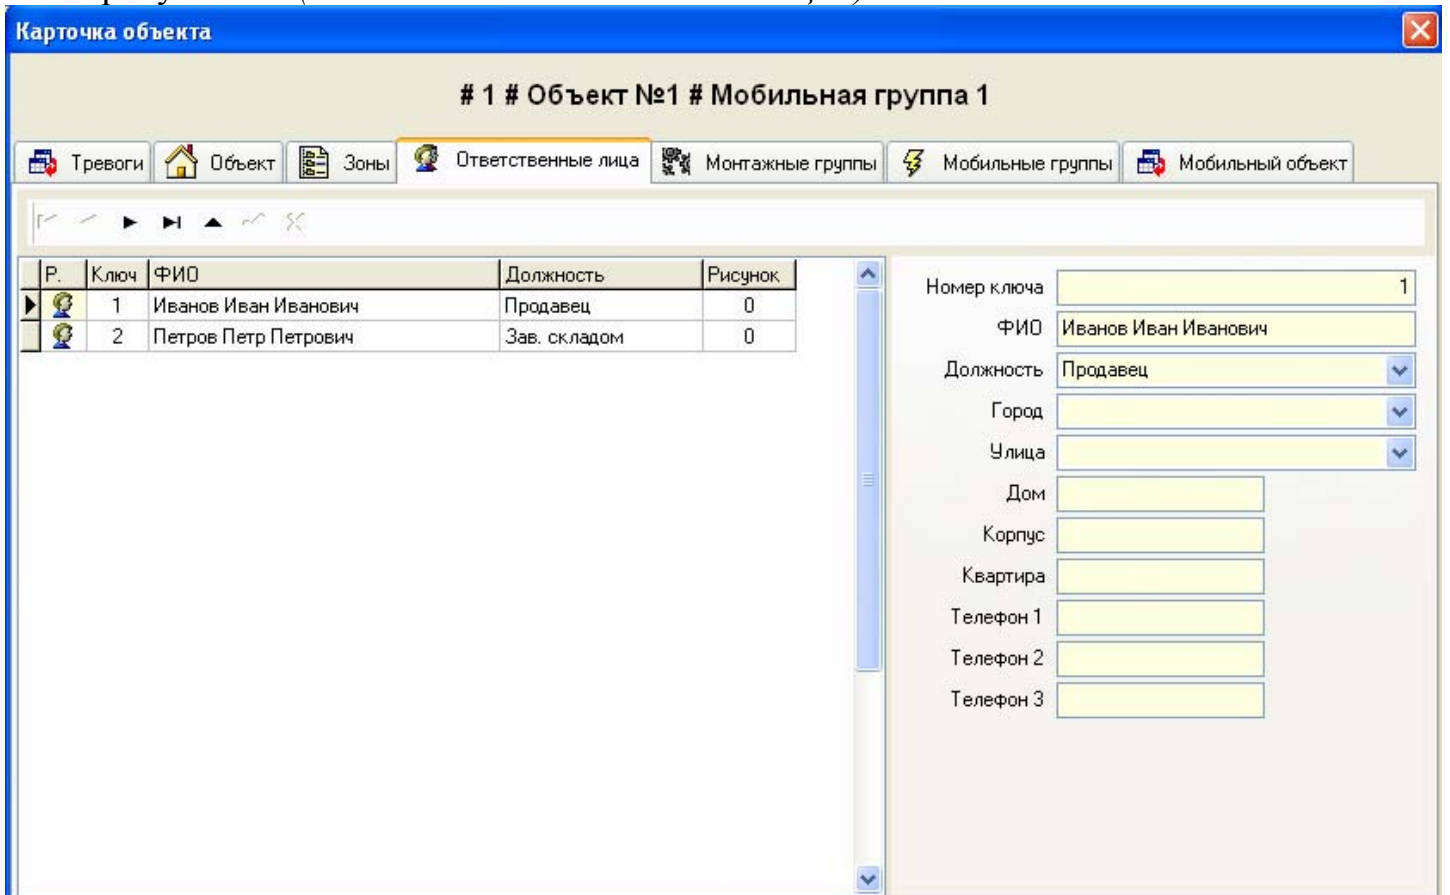 Карточка объекта
# 1 # Объект №1 # Мобильная группа 1
Тревоги Объект Зоны Ответственные лица Монтажные группы Мобильные группы Мобильный объект
Р. Ключ ФИО Должность Рисунок
1 Иванов Иван Иванович Продавец 0
2 Петров Петр Петрович Зав. складом 0
Номер ключа 1
ФИО Иванов Иван Иванович
Должность Продавец
Город
Улица
Дом
Корпус
Квартира
Телефон 1
Телефон 2
Телефон 3